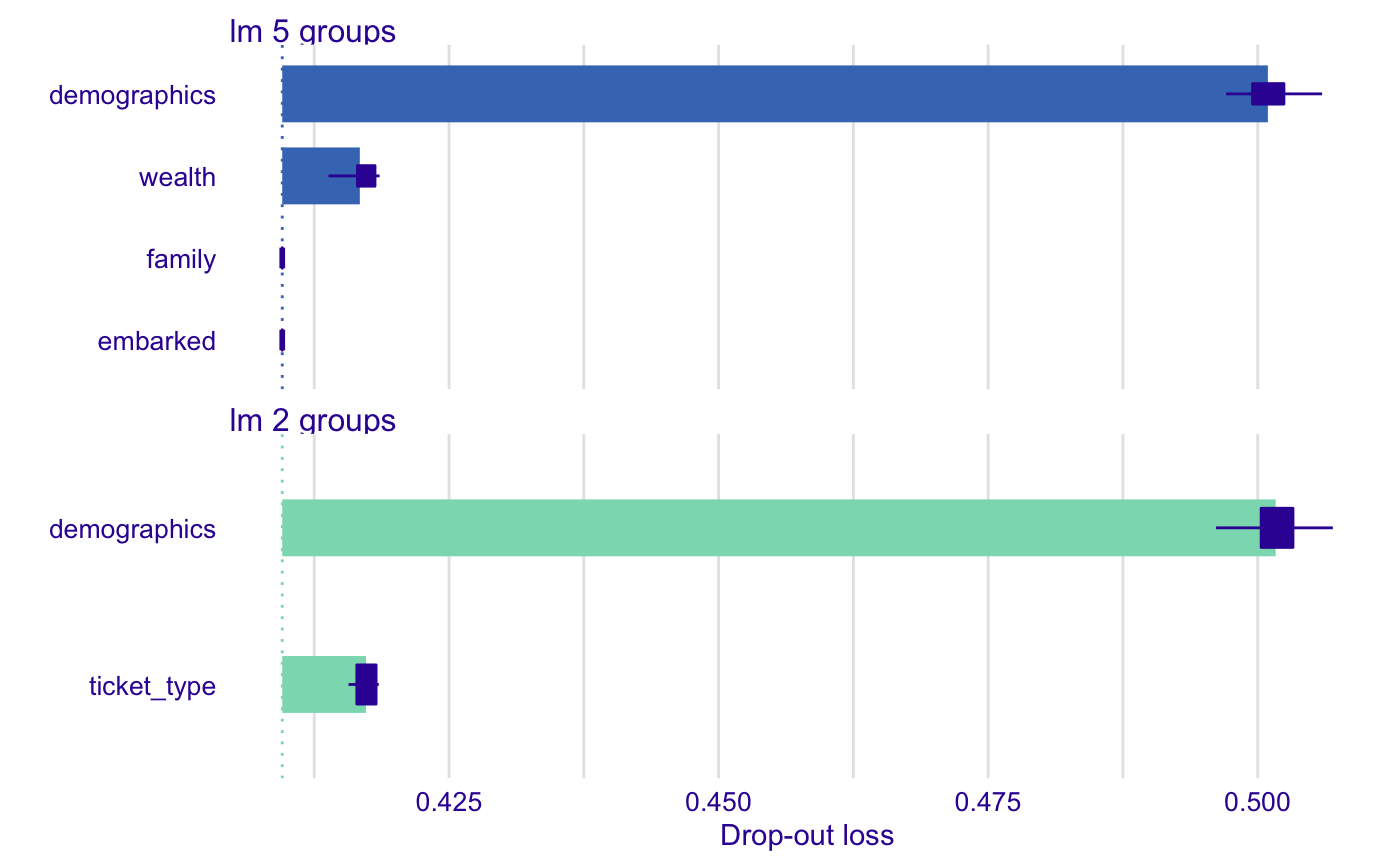 lm 5 groups
demographics
wealth
family
embarked
lm 2 groups
demographics
ticket_type
0.425 0.450 0.475 0.500
Drop-out loss